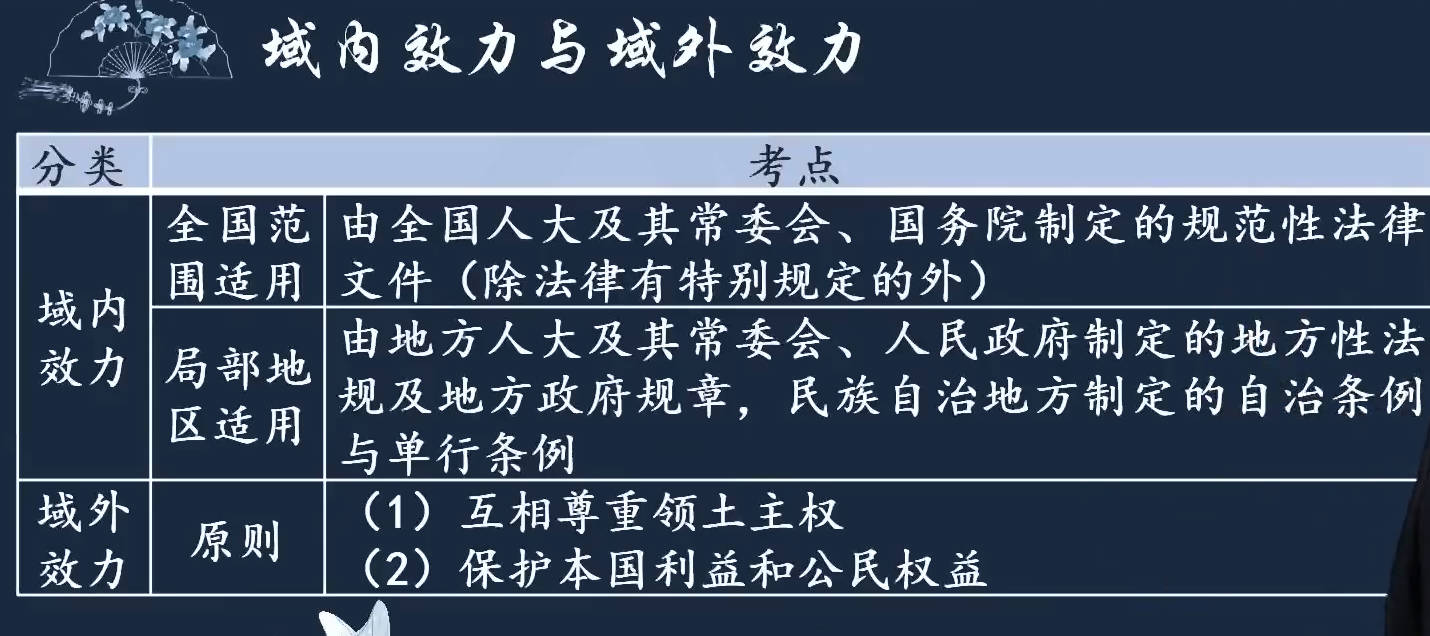 域内效力与域外效力
分类
考点
域内
效力
全国范
围适用
由全国人大及其常委会、国务院制定的规范性法律
文件（除法律有特别规定的外）
局部地
区适用
由地方人大及其常委会、人民政府制定的地方性法
规及地方政府规章，民族自治地方制定的自治条例
与单行条例
域外
效力
原则
（1）互相尊重领土主权
（2）保护本国利益和公民权益